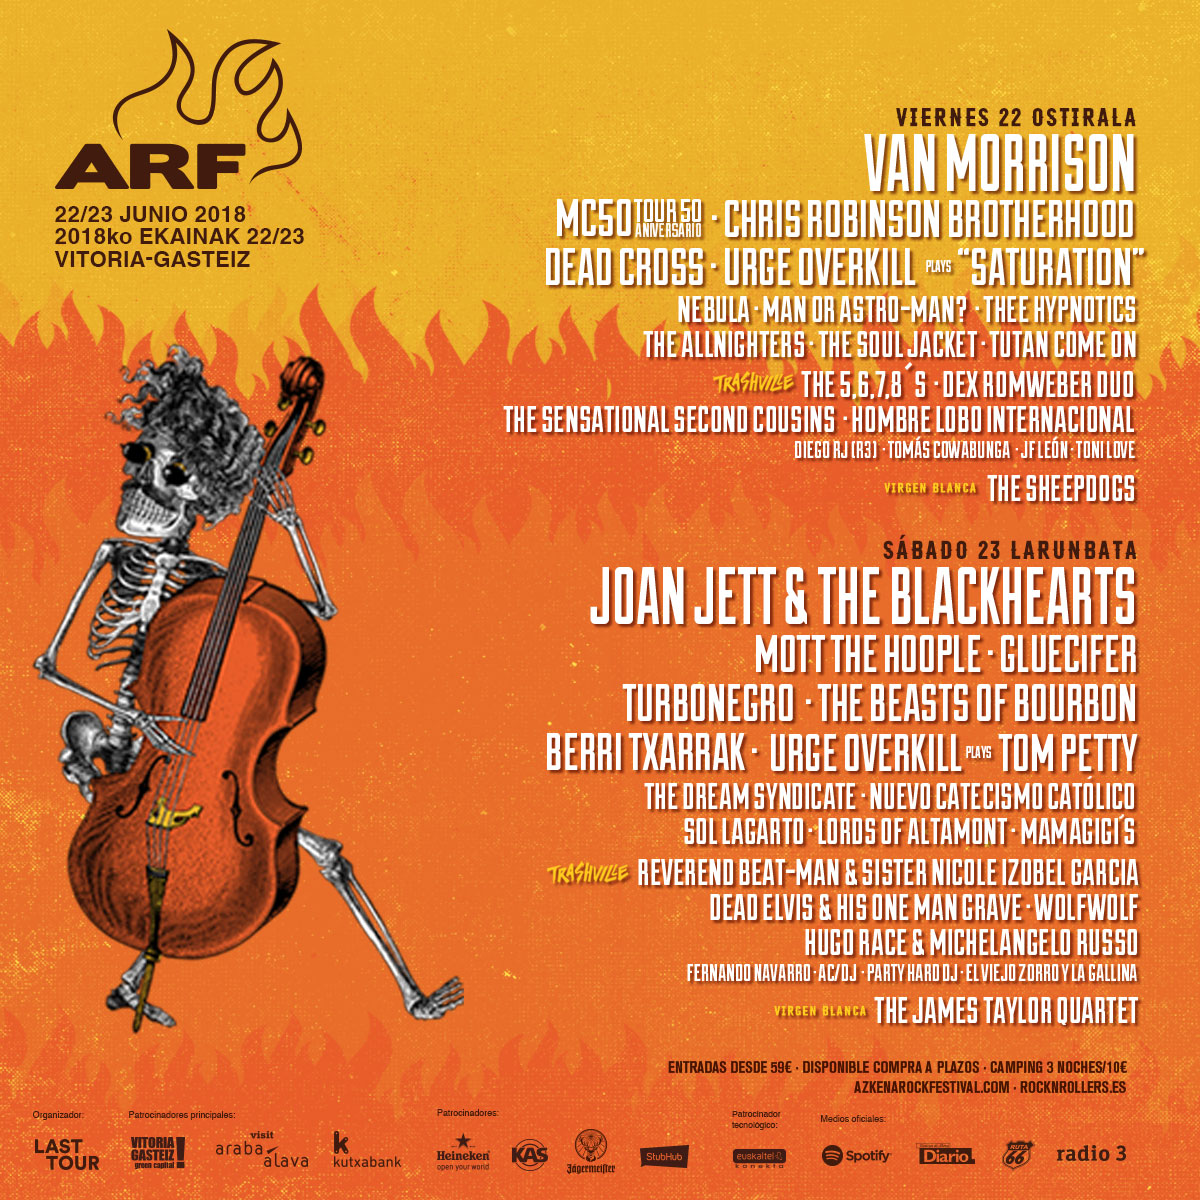 ARF
22/23 JUNIO 2018
2018ko EKAINAK 22/23
VITORIA-GASTEIZ
VIERNES 22 OSTIRALA
VAN MORRISON
MC50 TOUR 50 ANIVERSARIO · CHRIS ROBINSON BROTHERHOOD
DEAD CROSS · URGE OVERKILL PLAYS "SATURATION"
NEBULA · MAN OR ASTRO-MAN? · THEE HYPNOTICS
THE ALLNIGHTERS · THE SOUL JACKET · TUTAN COME ON
TRASHVILLE THE 5,6,7,8´S · DEX ROMWEBER DUO
THE SENSATIONAL SECOND COUSINS · HOMBRE LOBO INTERNACIONAL
DIEGO RJ (R3) · TOMÁS COWABUNGA · JF LEÓN · TONI LOVE
VIRGEN BLANCA THE SHEEPDOGS
SÁBADO 23 LARUNBATA
JOAN JETT & THE BLACKHEARTS
MOTT THE HOOPLE · GLUECIFER
TURBONEGRO · THE BEASTS OF BOURBON
BERRI TXARRAK · URGE OVERKILL PLAYS TOM PETTY
THE DREAM SYNDICATE · NUEVO CATECISMO CATÓLICO
SOL LAGARTO · LORDS OF ALTAMONT · MAMAGIGI´S
TRASHVILLE REVEREND BEAT-MAN & SISTER NICOLE IZOBEL GARCIA
DEAD ELVIS & HIS ONE MAN GRAVE · WOLFWOLF
HUGO RACE & MICHELANGELO RUSSO
FERNANDO NAVARRO · AC/DJ · PARTY HARD DJ · EL VIEJO ZORRO Y LA GALLINA
VIRGEN BLANCA THE JAMES TAYLOR QUARTET
ENTRADAS DESDE 59€ · DISPONIBLE COMPRA A PLAZOS · CAMPING 3 NOCHES/10€
AZKENAROCKFESTIVAL.COM · ROCKNROLLERS.ES
Organizador:
LAST TOUR
Patrocinadores principales:
VITORIA GASTEIZ!
green capital
visit
araba álava
k
kutxabank
Patrocinadores:
Heineken
open your world
KAS
Jägermeister
StubHub
Patrocinador
tecnológico:
euskaltel
konekta
Medios oficiales:
Spotify
Diario
ROUTE
66
radio 3